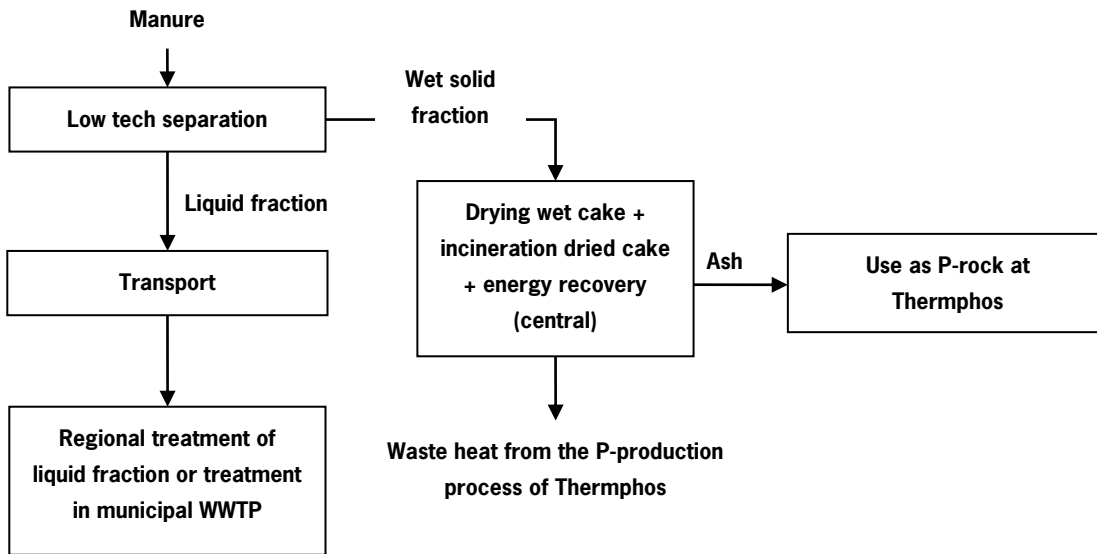 Manure
Low tech separation
Wet solid
fraction
Liquid fraction
Transport
Regional treatment of
liquid fraction or treatment
in municipal WWTP
Drying wet cake +
incineration dried cake
+ energy recovery
(central)
Ash
Use as P-rock at
Thermphos
Waste heat from the P-production
process of Thermphos